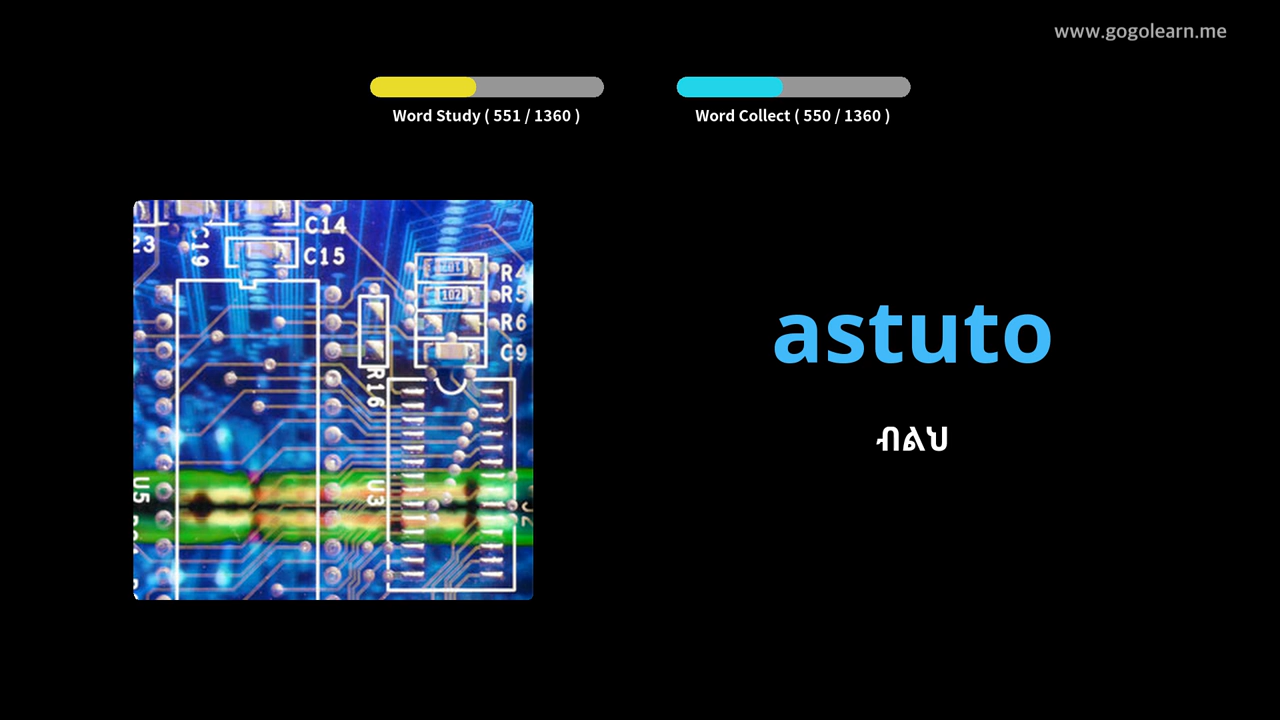 www.gogolearn.me
Word Study ( 551 / 1360 )
Word Collect ( 550 / 1360 )
C14
C19
23
C15
R4
102
R5
R6
C9
R16
U5
U3
astuto
ብልህ